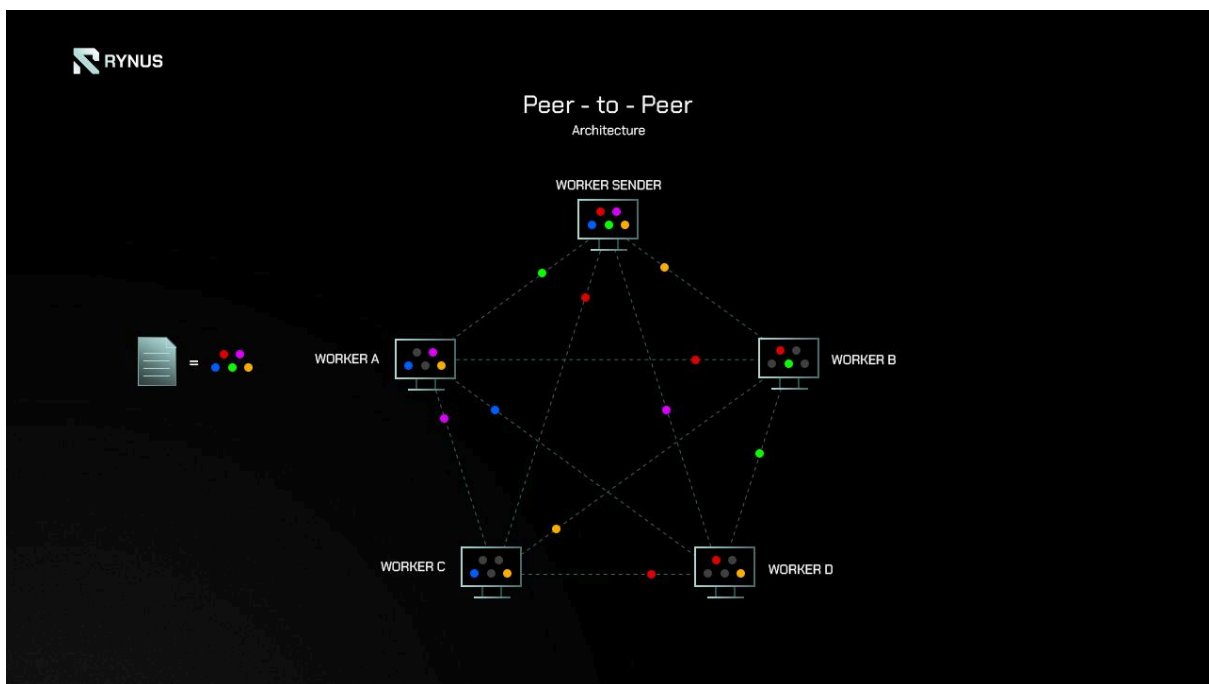 RYNUS
Peer - to - Peer
Architecture
WORKER SENDER
=
WORKER A
WORKER B
WORKER C
WORKER D